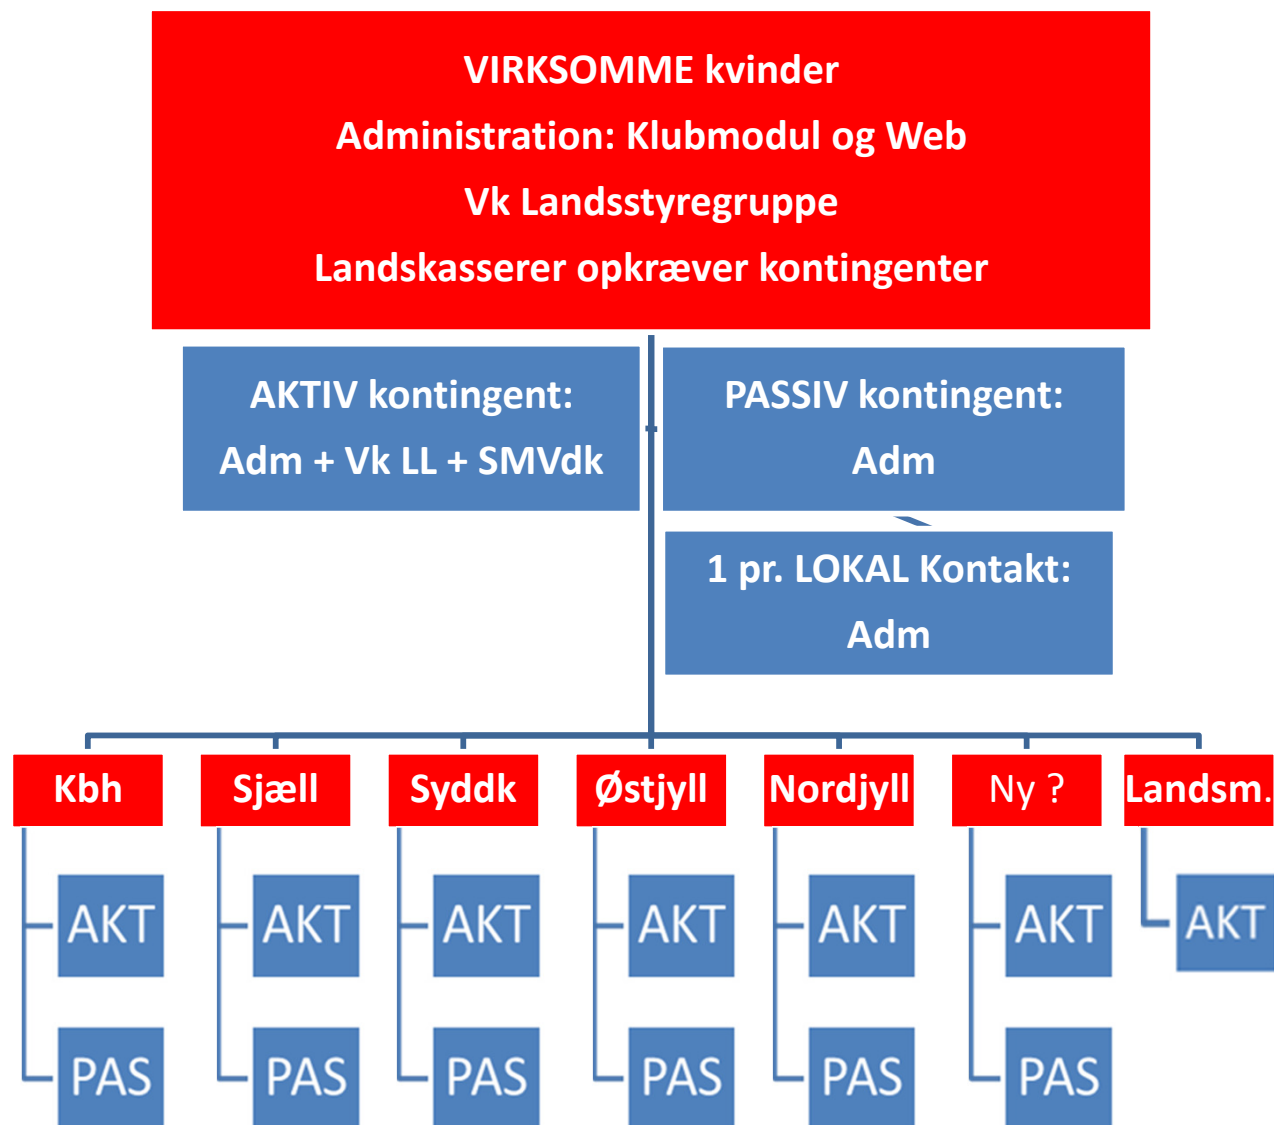 VIRKSOMME kvinder
Administration: Klubmodul og Web
Vk Landsstyregruppe
Landskasserer opkræver kontingenter
AKTIV kontingent:
Adm + Vk LL + SMVdk
PASSIV kontingent:
Adm
1 pr. LOKAL Kontakt:
Adm
Kbh
Sjæll
Syddk
Østjyll
Nordjyll
Ny ?
Landsm.
AKT
AKT
AKT
AKT
AKT
AKT
AKT
PAS
PAS
PAS
PAS
PAS
PAS